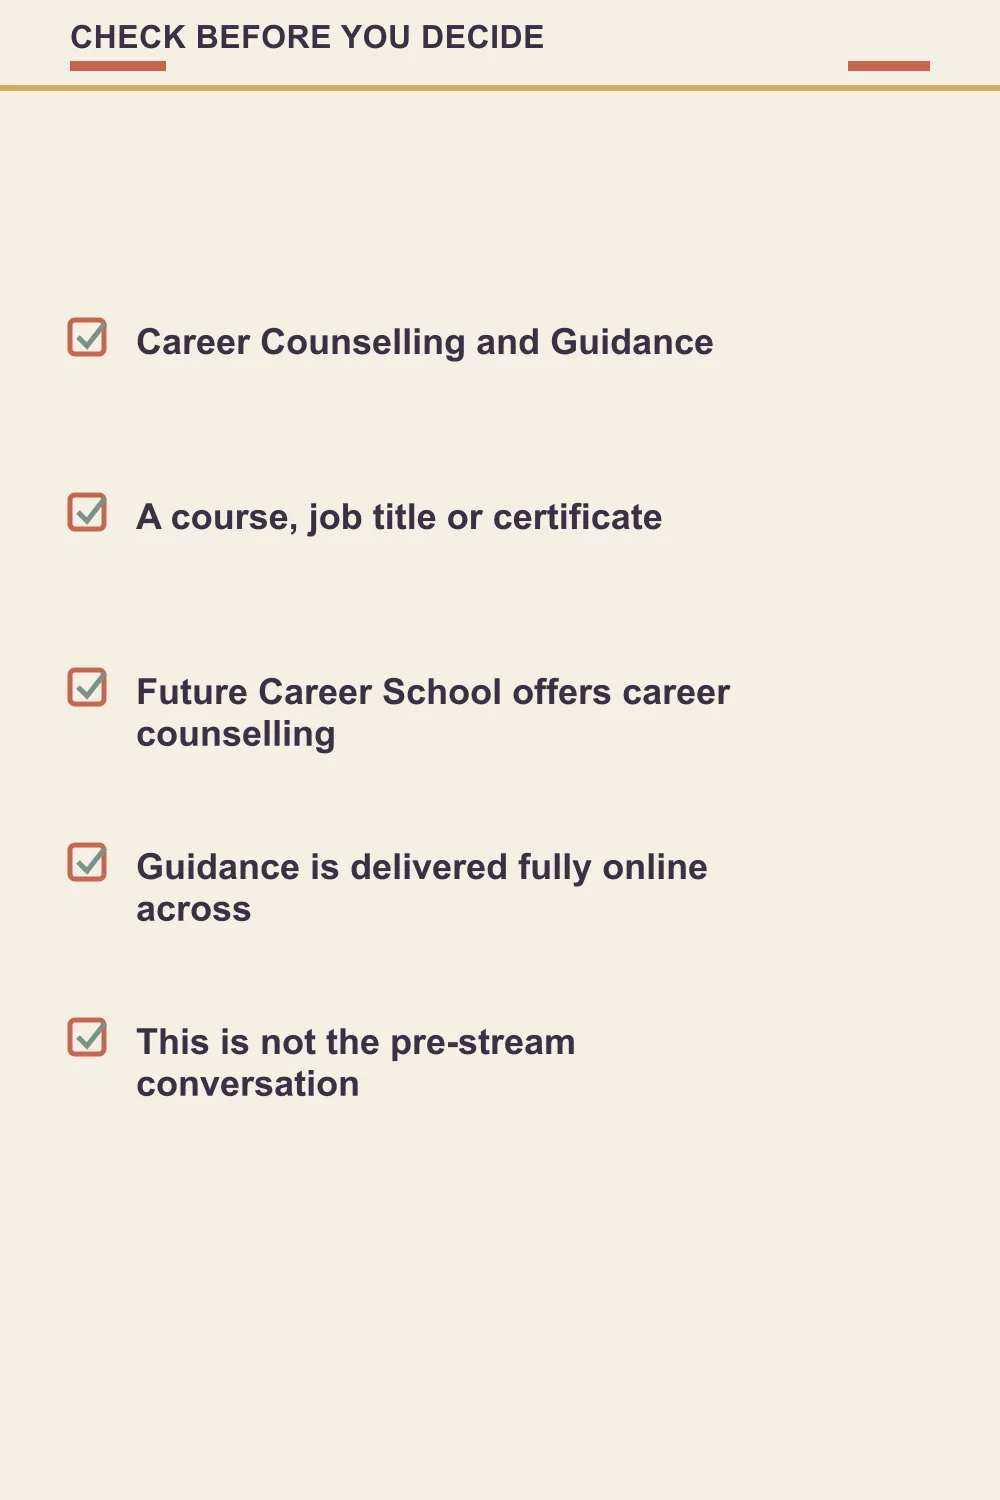 CHECK BEFORE YOU DECIDE
Career Counselling and Guidance
A course, job title or certificate
Future Career School offers career
counselling
Guidance is delivered fully online
across
This is not the pre-stream
conversation